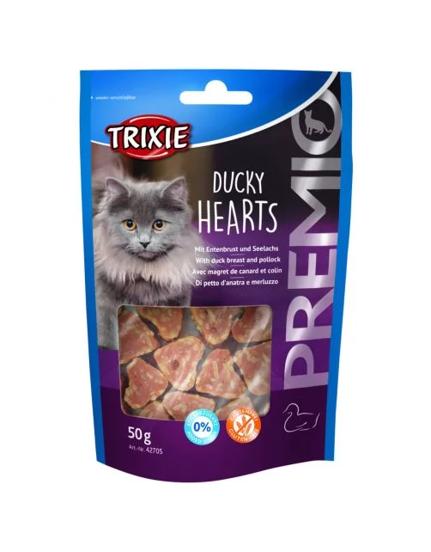 TRIXIE
DUCKY
HEARTS
Mit Entenbrust und Seelachs
With duck breast and pollock
Avec magret de canard et colin
Di petto d'anatra e merluzzo
PREMIO
0%
50 g
Art.-nr. 42705